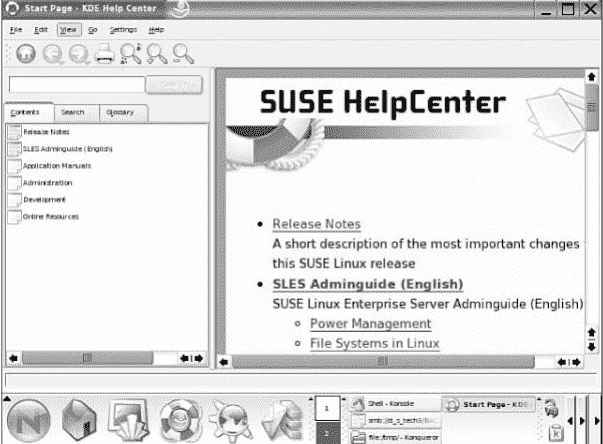 Start Page - KDE Help Center
File Edit View Go Settings Help
Search
Contents Search Glossary
Release Notes
SLES Adminguide (English)
Application Manuals
Administration
Development
Online Resources
SUSE HelpCenter
Release Notes
A short description of the most important changes
this SUSE Linux release
SLES Adminguide (English)
SUSE Linux Enterprise Server Adminguide (English)
Power Management
File Systems in Linux
N
1
2
Shell - Konsole
Start Page - KDE
file:/tmp/ - Konqueror